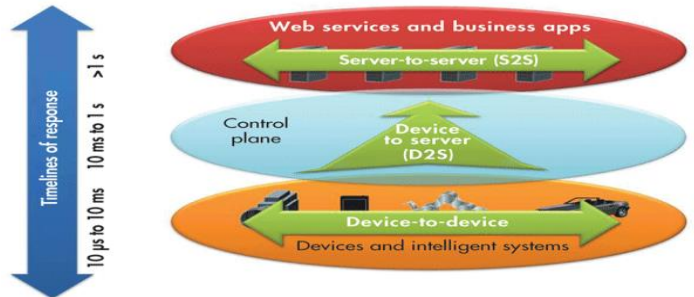 Timelines of response
>1 s
10 ms to 1 s
10 µs to 10 ms
Web services and business apps
Server-to-server (S2S)
Control
plane
Device
to server
(D2S)
Device-to-device
Devices and intelligent systems